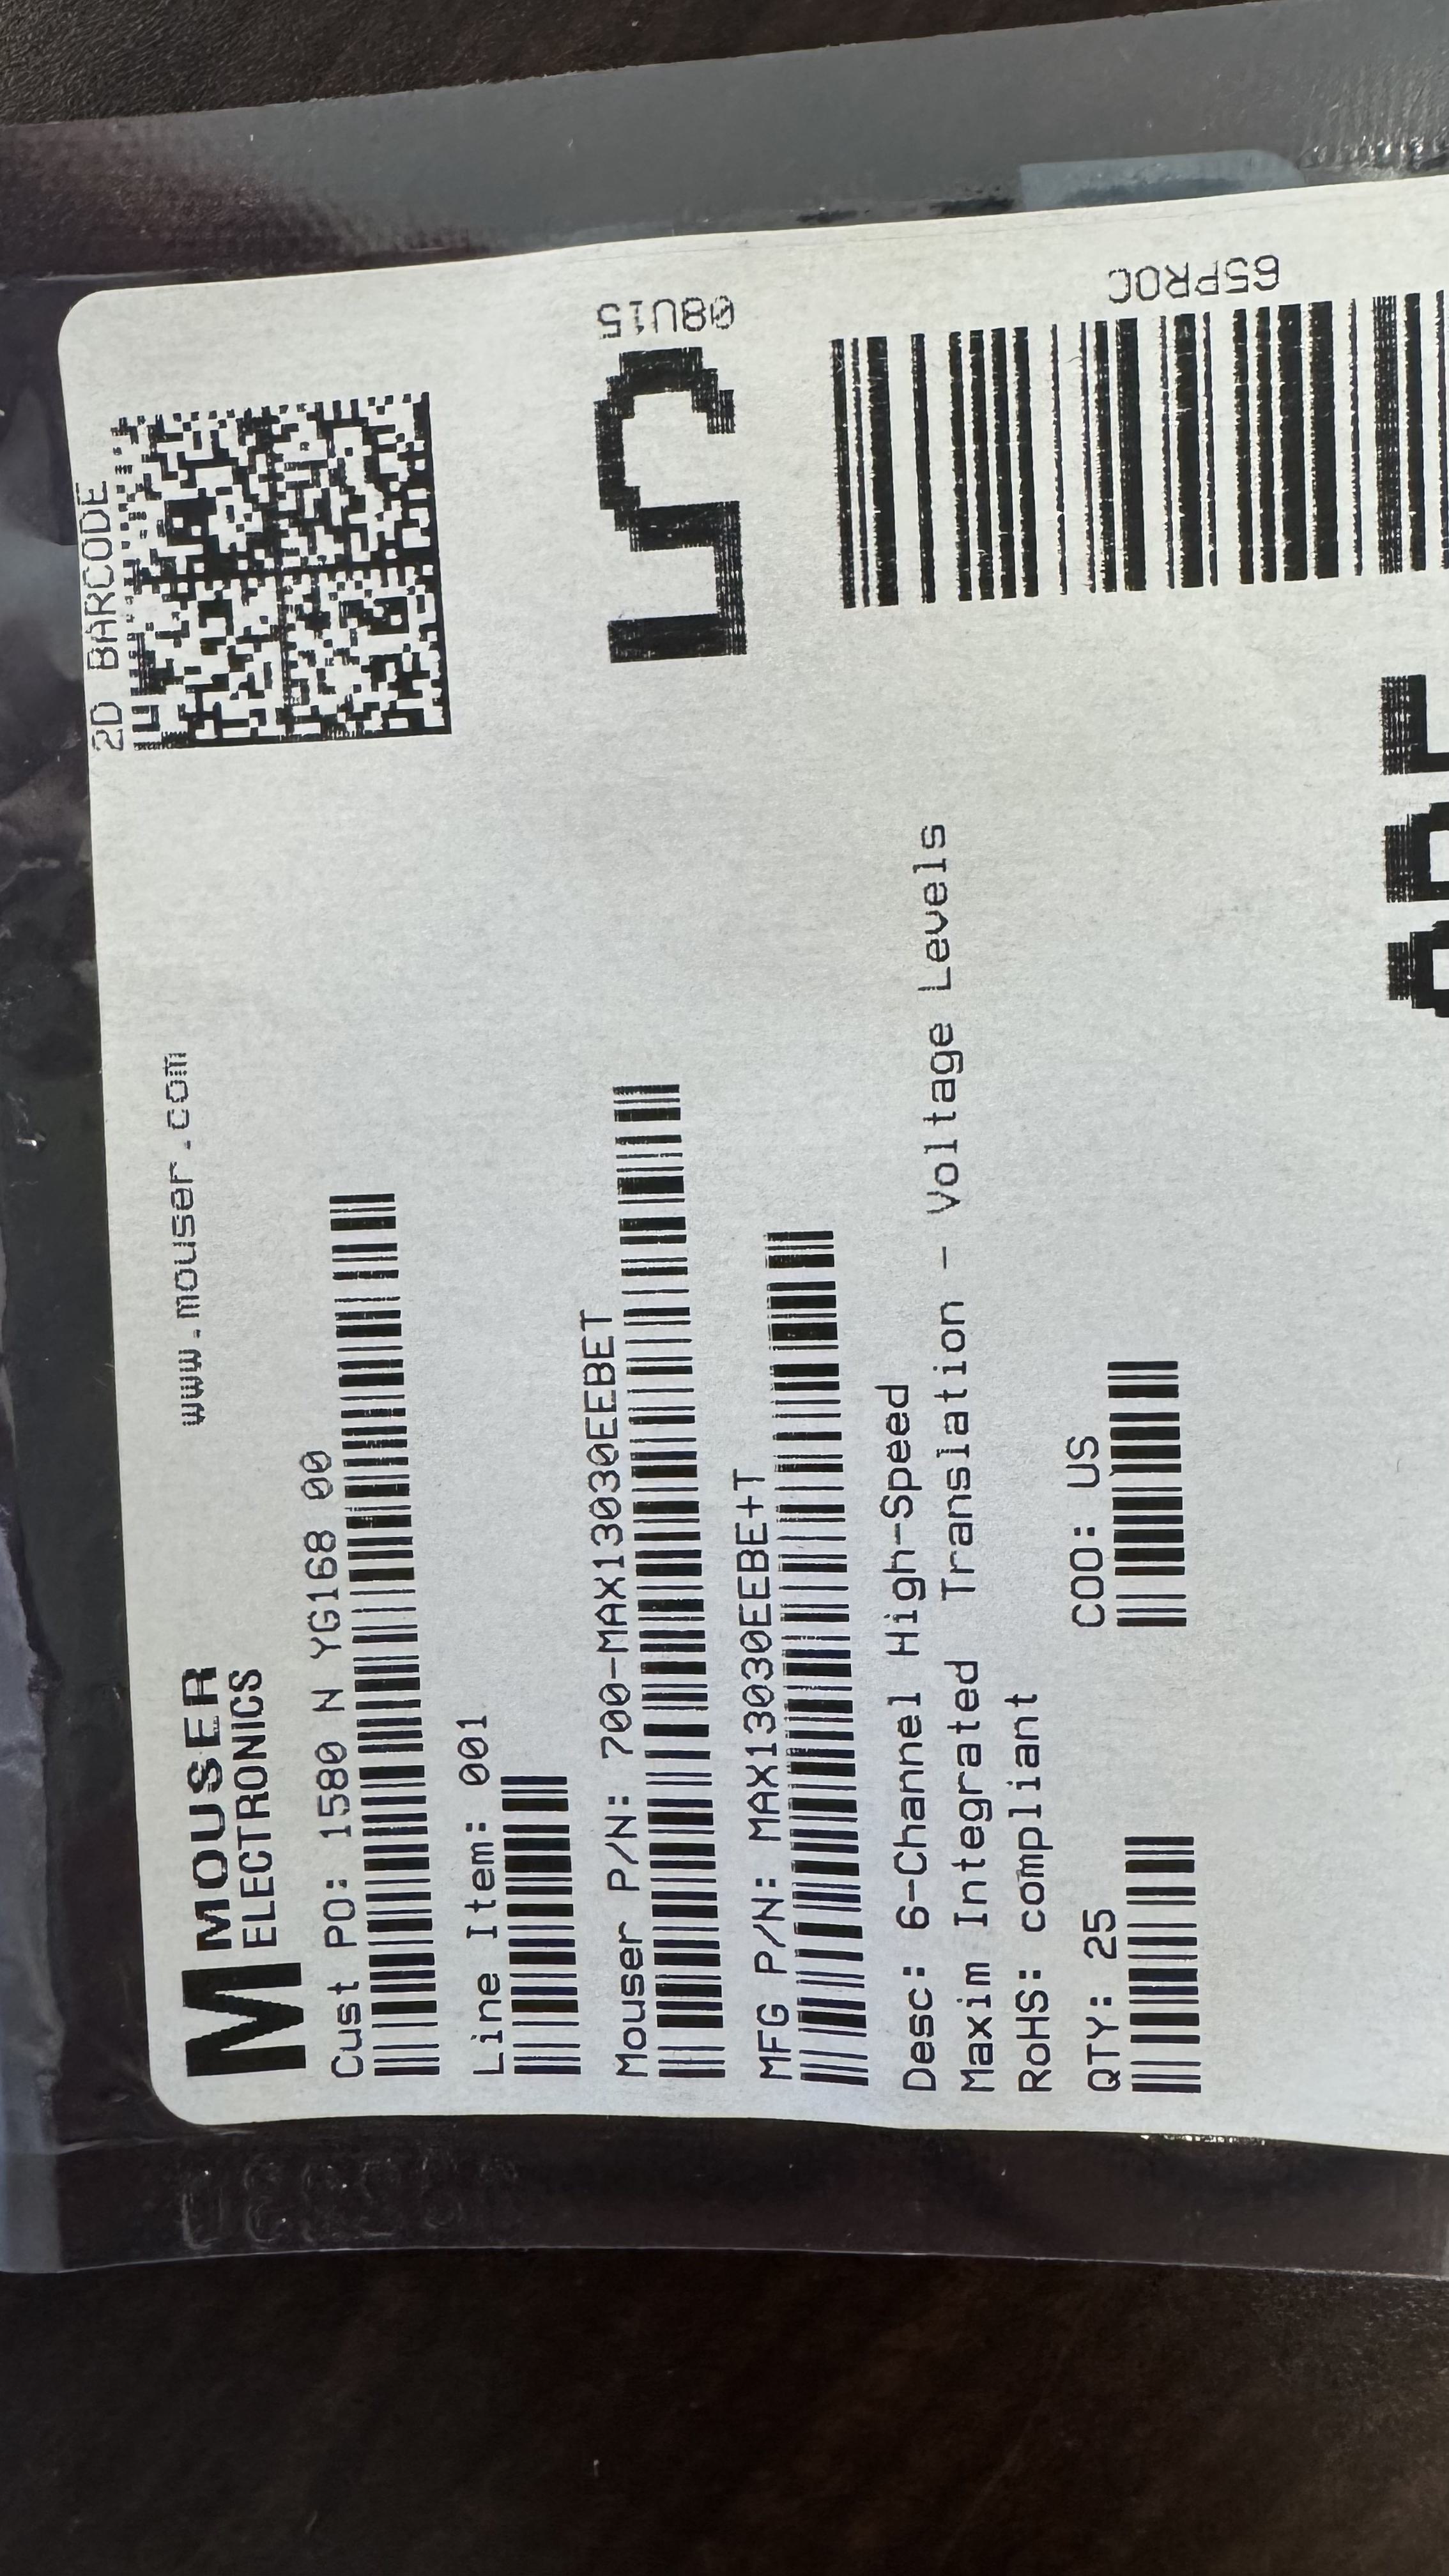 MOUSER
ELECTRONICS
www.mouser.com
2D BARCODE
Cust PO: 1580 N YG168 00
Line Item: 001
Mouser P/N: 700-MAX13030EEBET
MFG P/N: MAX13030EEBE+T
Desc: 6-Channel High-Speed
Maxim Integrated Translation - Voltage Levels
RoHS: compliant
QTY: 25
COO: US
08U15
65PROC